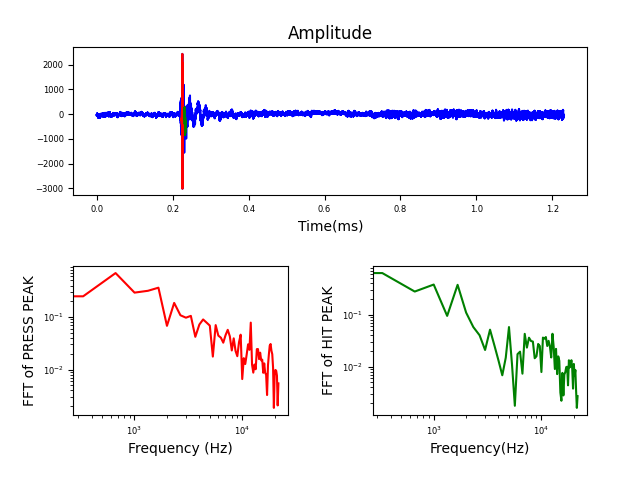 Amplitude
2000
1000
0
−1000
−2000
−3000
0.0 0.2 0.4 0.6 0.8 1.0 1.2
Time(ms)
FFT of PRESS PEAK
10⁻¹
10⁻²
10³ 10⁴
Frequency (Hz)
FFT of HIT PEAK
10⁻¹
10⁻²
10³ 10⁴
Frequency(Hz)